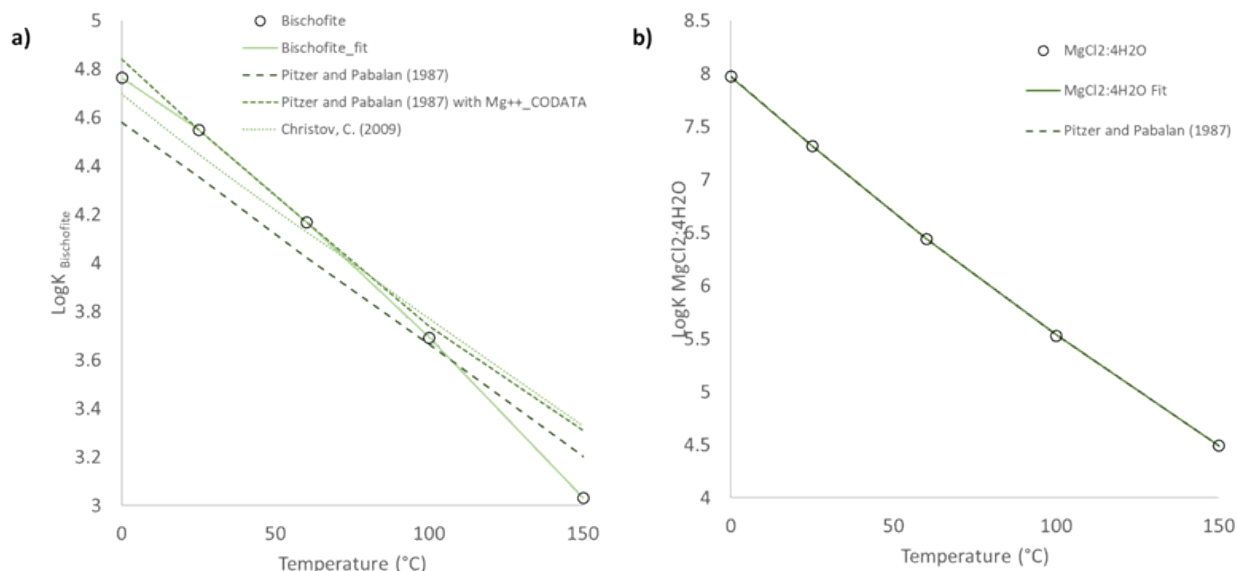 a)
5
4.8
4.6
4.4
4.2
4
3.8
3.6
3.4
3.2
3
LogK Bischofite
0
50
100
150
Temperature (°C)
Bischofite
Bischofite_fit
Pitzer and Pabalan (1987)
Pitzer and Pabalan (1987) with Mg++_CODATA
Christov, C. (2009)
b)
8.5
8
7.5
7
6.5
6
5.5
5
4.5
4
LogK MgCl2:4H2O
0
50
100
150
Temperature (°C)
MgCl2:4H2O
MgCl2:4H2O Fit
Pitzer and Pabalan (1987)